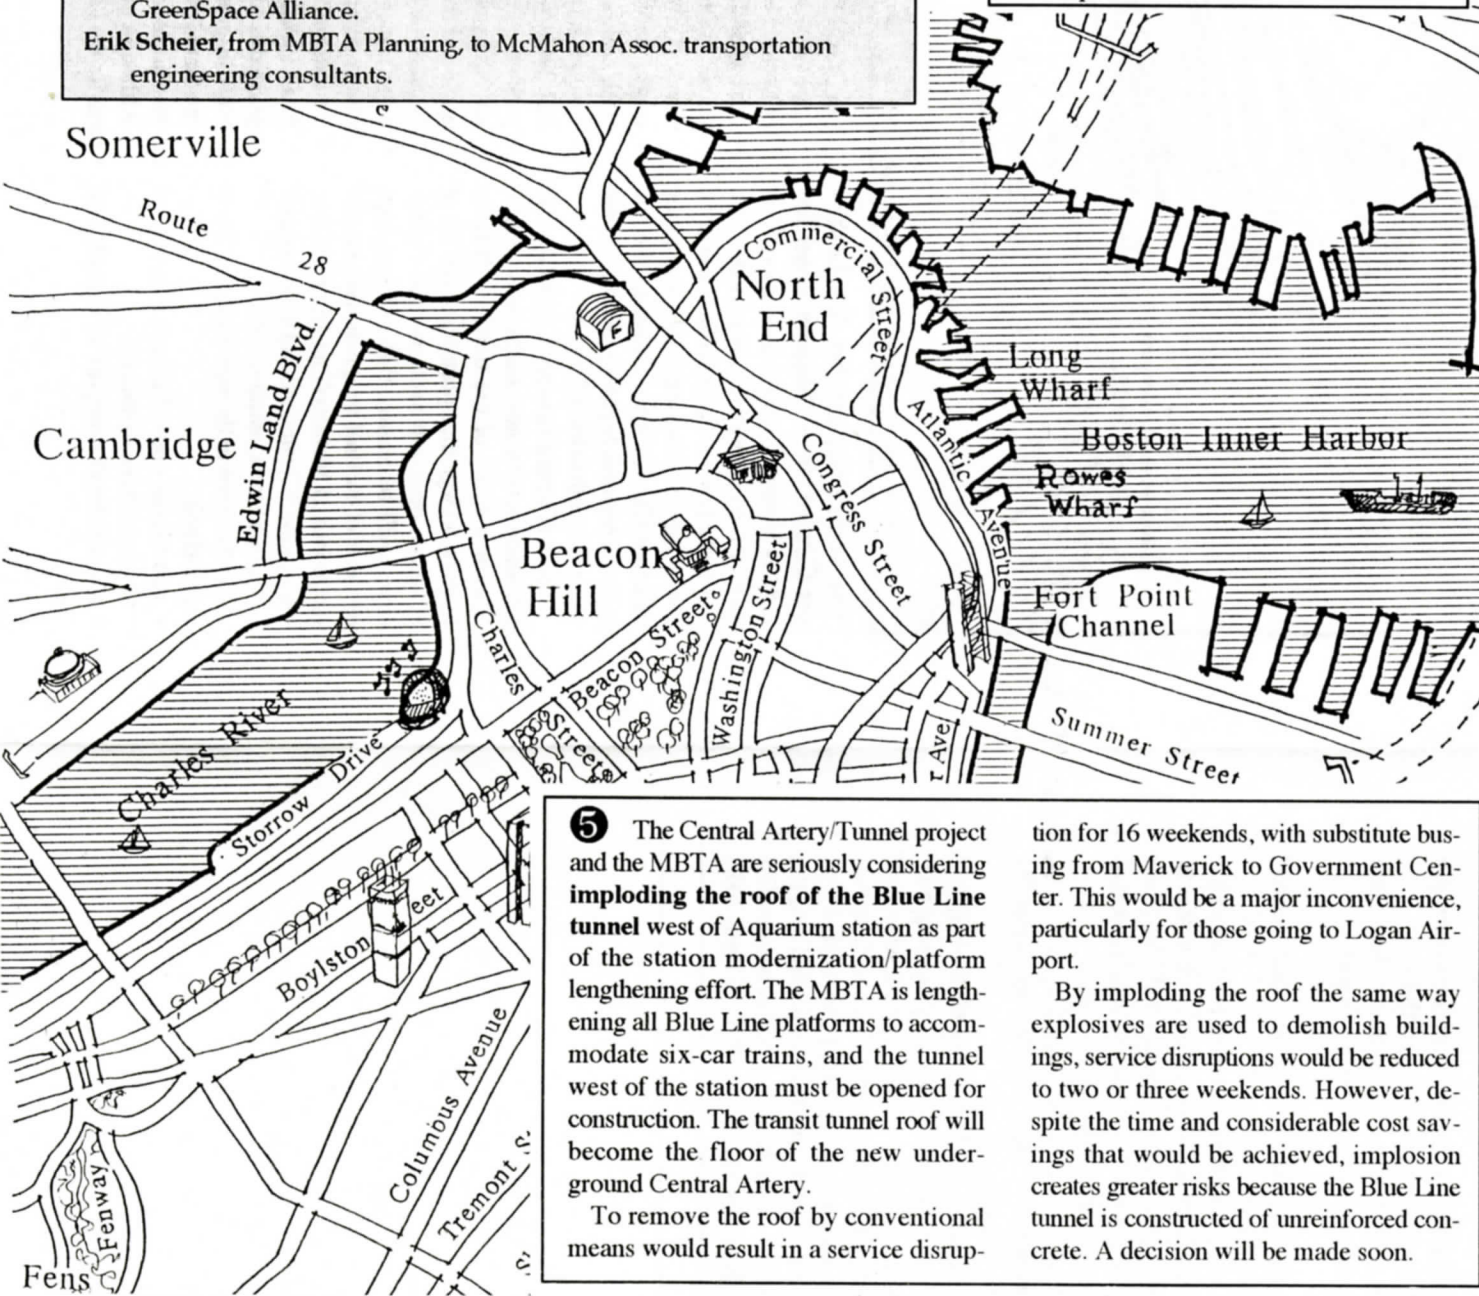 GreenSpace Alliance.
Erik Scheier, from MBTA Planning, to McMahon Assoc. transportation
engineering consultants.
Somerville
Route
28
Commercial Street
North
End
F
Edwin Land Blvd.
Long
Wharf
Cambridge
Atlantic
Avenue
Boston Inner Harbor
Rowes
Wharf
Congress Street
Beacon
Hill
Fort Point
Channel
Charles
Street
Beacon Street
Washington Street
Summer Street
Charles River
Storrow Drive
r Ave
Boylston
eet
Columbus Avenue
Tremont S
Fenway
Fens
5 The Central Artery/Tunnel project
and the MBTA are seriously considering
imploding the roof of the Blue Line
tunnel west of Aquarium station as part
of the station modernization/platform
lengthening effort. The MBTA is length-
ening all Blue Line platforms to accom-
modate six-car trains, and the tunnel
west of the station must be opened for
construction. The transit tunnel roof will
become the floor of the new under-
ground Central Artery.
To remove the roof by conventional
means would result in a service disrup-
tion for 16 weekends, with substitute bus-
ing from Maverick to Government Cen-
ter. This would be a major inconvenience,
particularly for those going to Logan Air-
port.
By imploding the roof the same way
explosives are used to demolish build-
ings, service disruptions would be reduced
to two or three weekends. However, de-
spite the time and considerable cost sav-
ings that would be achieved, implosion
creates greater risks because the Blue Line
tunnel is constructed of unreinforced con-
crete. A decision will be made soon.